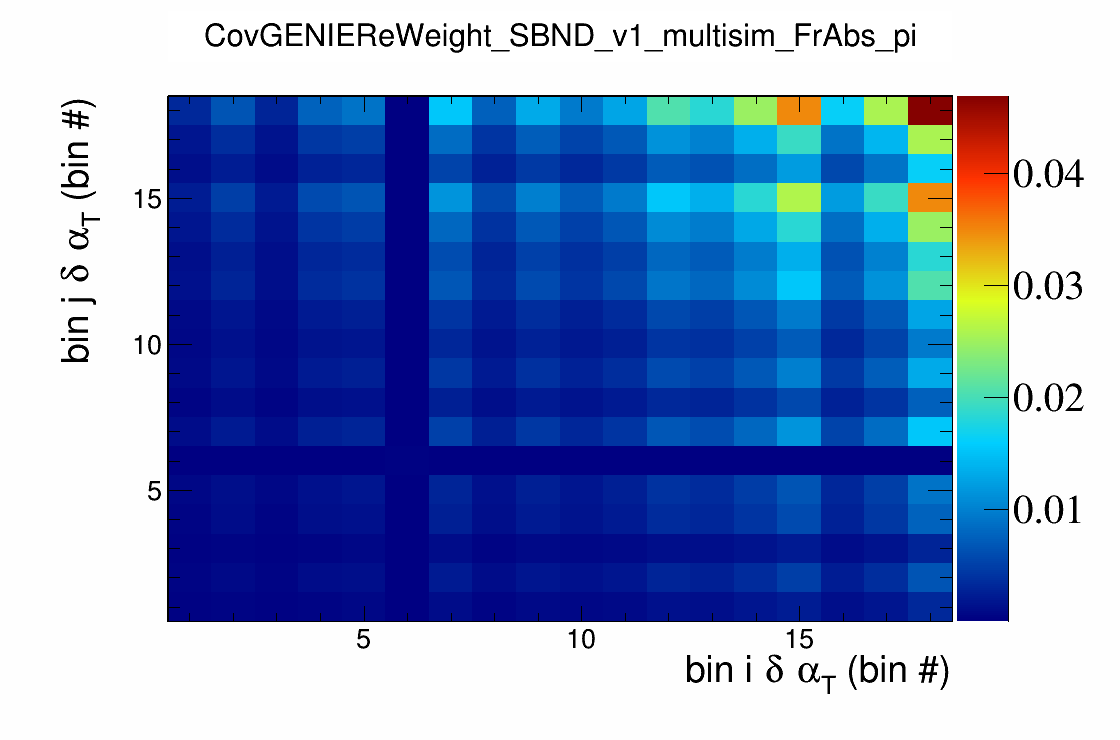 CovGENIEReWeight_SBND_v1_multisim_FrAbs_pi
bin j δ α_T (bin #)
15
10
5
5 10 15
bin i δ α_T (bin #)
0.04
0.03
0.02
0.01